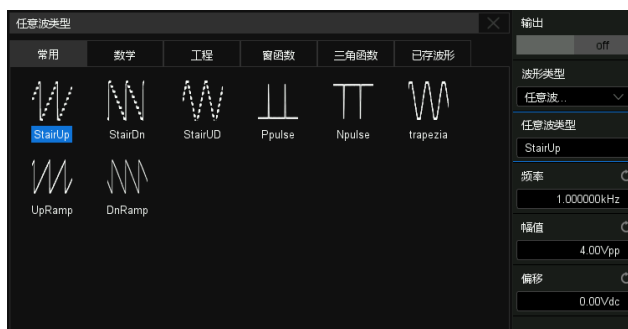 任意波类型
常用
数学
工程
窗函数
三角函数
已存波形
StairUp
StairDn
StairUD
Ppulse
Npulse
trapezia
UpRamp
DnRamp
输出
off
波形类型
任意波...
任意波类型
StairUp
频率
1.000000kHz
幅值
4.00Vpp
偏移
0.00Vdc